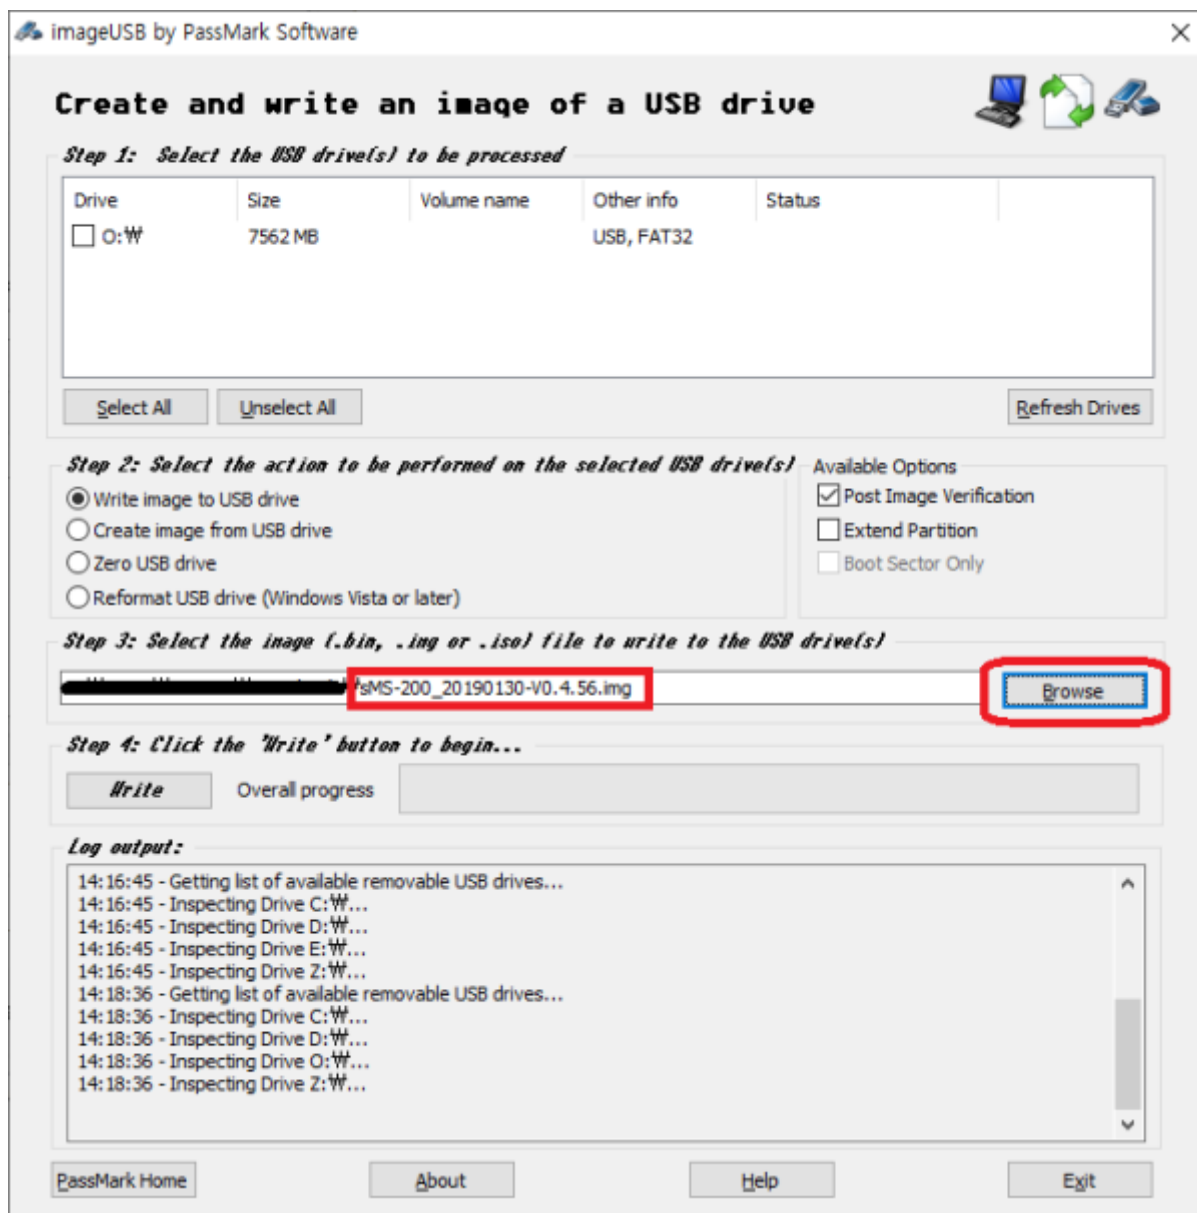 imageUSB by PassMark Software
Create and write an image of a USB drive
Step 1: Select the USB drive(s) to be processed
Drive Size Volume name Other info Status
O:₩ 7562 MB USB, FAT32
Select All Unselect All Refresh Drives
Step 2: Select the action to be performed on the selected USB drive(s) Available Options
Write image to USB drive Post Image Verification
Create image from USB drive Extend Partition
Zero USB drive Boot Sector Only
Reformat USB drive (Windows Vista or later)
Step 3: Select the image (.bin, .img or .iso) file to write to the USB drive(s)
sMS-200_20190130-V0.4.56.img Browse
Step 4: Click the 'Write' button to begin...
Write Overall progress
Log output:
14:16:45 - Getting list of available removable USB drives...
14:16:45 - Inspecting Drive C:₩...
14:16:45 - Inspecting Drive D:₩...
14:16:45 - Inspecting Drive E:₩...
14:16:45 - Inspecting Drive Z:₩...
14:18:36 - Getting list of available removable USB drives...
14:18:36 - Inspecting Drive C:₩...
14:18:36 - Inspecting Drive D:₩...
14:18:36 - Inspecting Drive O:₩...
14:18:36 - Inspecting Drive Z:₩...
PassMark Home About Help Exit